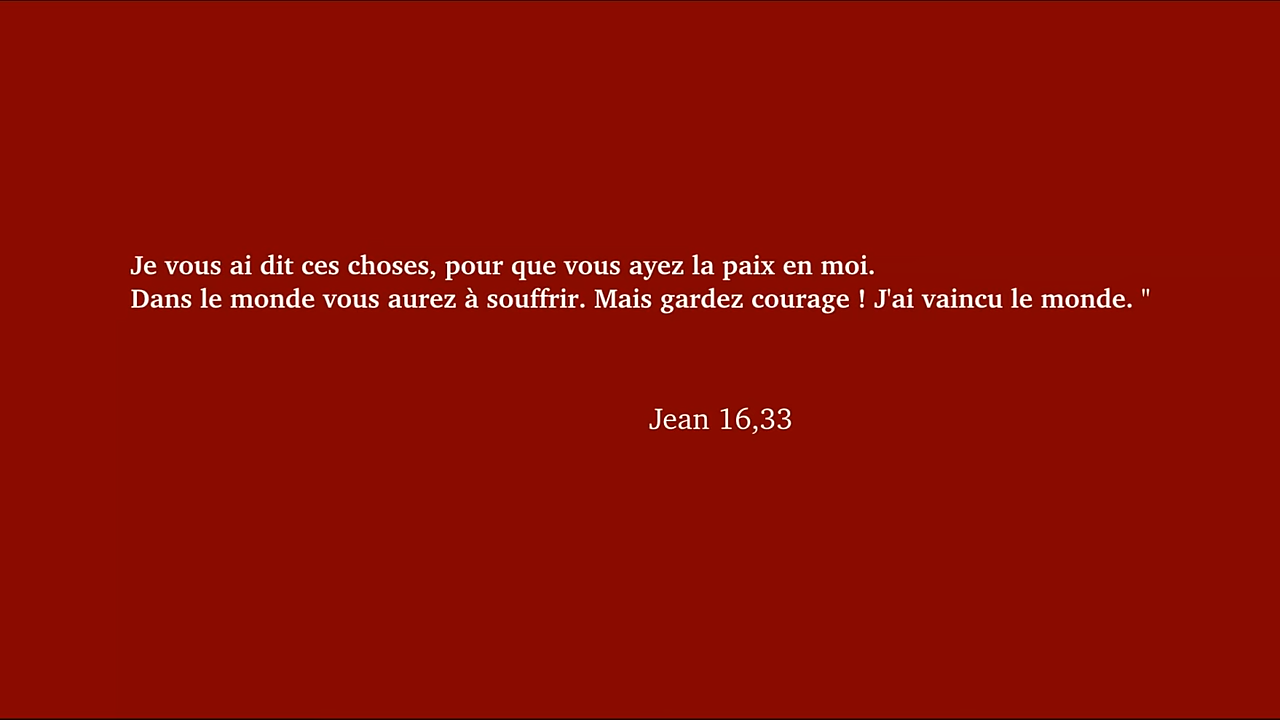 Je vous ai dit ces choses, pour que vous ayez la paix en moi.
Dans le monde vous aurez à souffrir. Mais gardez courage ! J'ai vaincu le monde. "
Jean 16,33